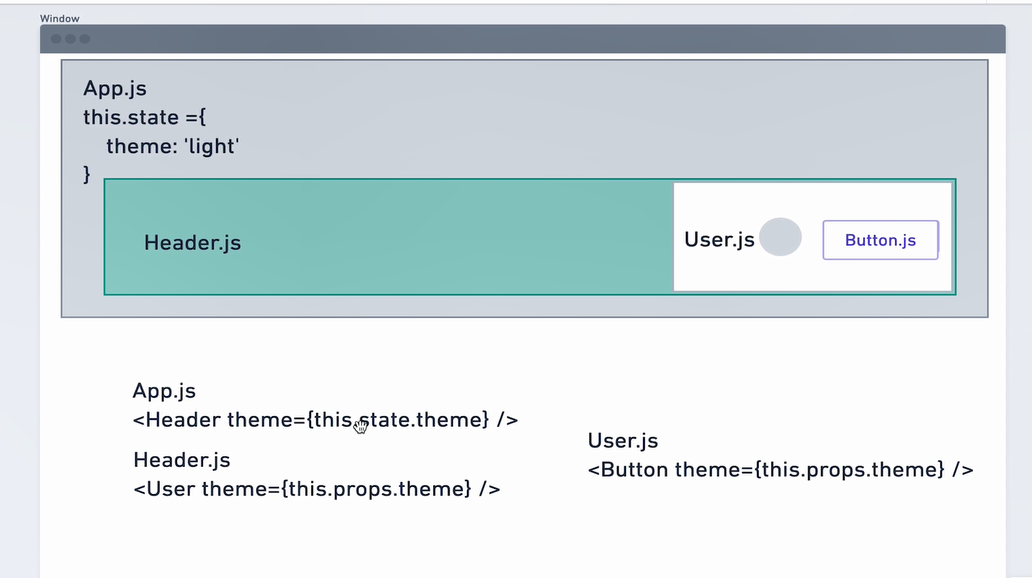 Window
App.js
this.state ={
theme: 'light'
}
Header.js
User.js
Button.js
App.js
<Header theme={this.state.theme} />
Header.js
<User theme={this.props.theme} />
User.js
<Button theme={this.props.theme} />